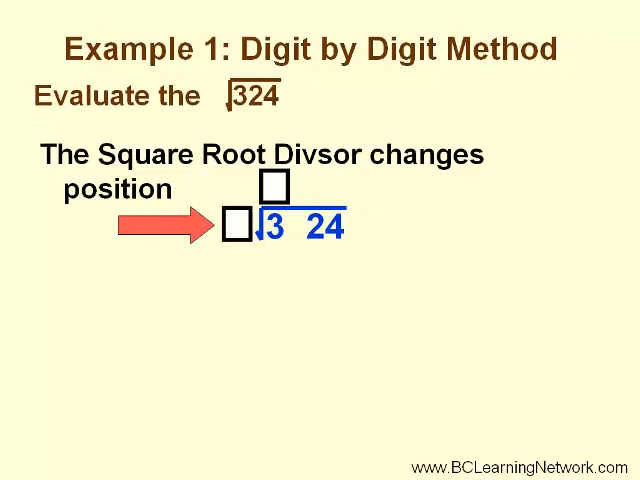 Example 1: Digit by Digit Method
Evaluate the √324
The Square Root Divsor changes
position
√3 24
www.BCLearningNetwork.com